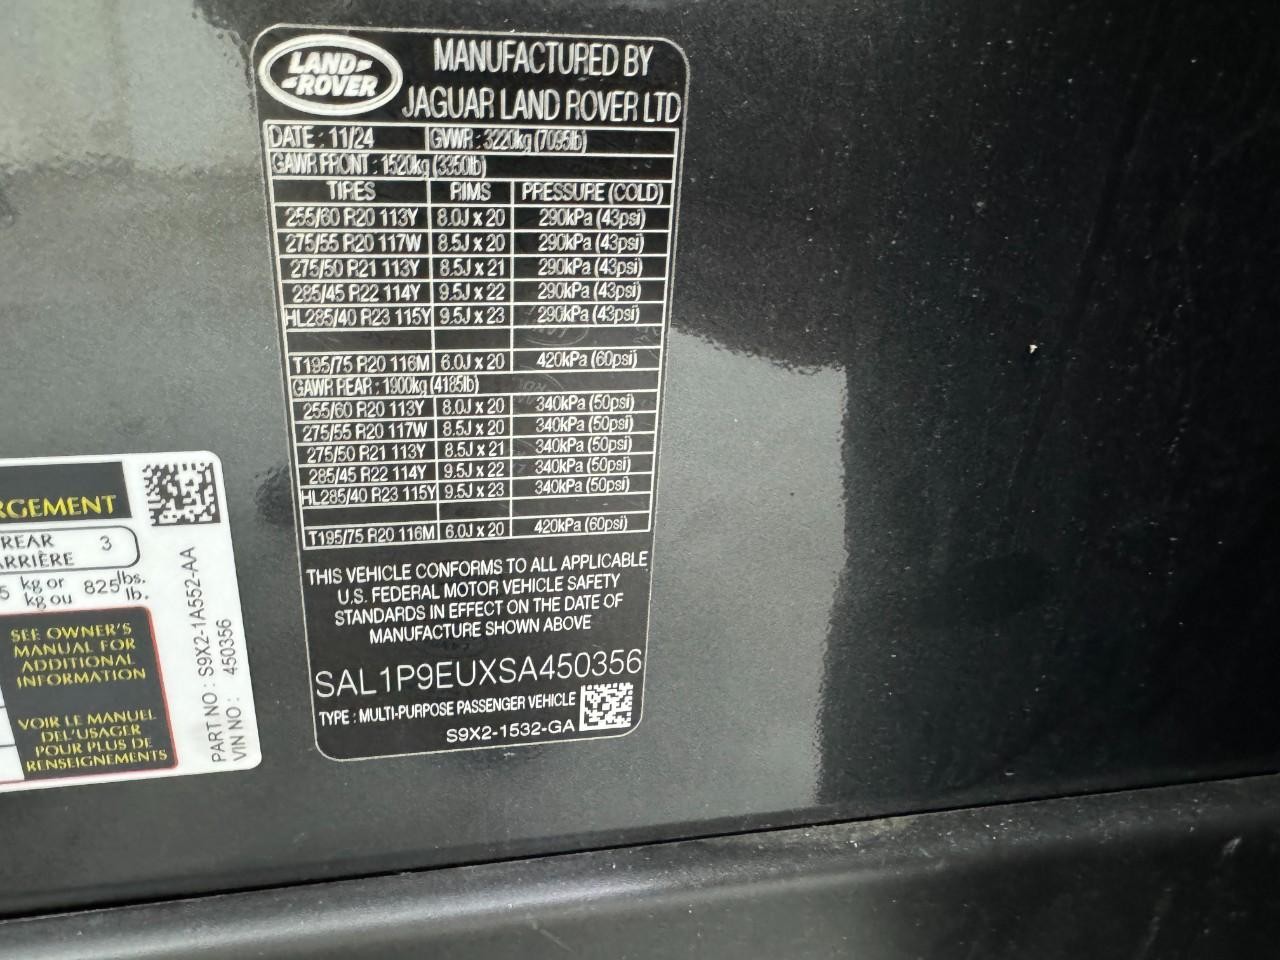 LAND ROVER
MANUFACTURED BY
JAGUAR LAND ROVER LTD
DATE : 11/24 GVWR : 3220kg (7095lb)
GAWR FRONT : 1520kg (3350lb)
TIRES RIMS PRESSURE (COLD)
255/60 R20 113Y 8.0J x 20 290kPa (43psi)
275/55 R20 117W 8.5J x 20 290kPa (43psi)
275/50 R21 113Y 8.5J x 21 290kPa (43psi)
285/45 R22 114Y 9.5J x 22 290kPa (43psi)
HL285/40 R23 115Y 9.5J x 23 290kPa (43psi)
T195/75 R20 116M 6.0J x 20 420kPa (60psi)
GAWR REAR : 1900kg (4185lb)
255/60 R20 113Y 8.0J x 20 340kPa (50psi)
275/55 R20 117W 8.5J x 20 340kPa (50psi)
275/50 R21 113Y 8.5J x 21 340kPa (50psi)
285/45 R22 114Y 9.5J x 22 340kPa (50psi)
HL285/40 R23 115Y 9.5J x 23 340kPa (50psi)
T195/75 R20 116M 6.0J x 20 420kPa (60psi)
THIS VEHICLE CONFORMS TO ALL APPLICABLE
U.S. FEDERAL MOTOR VEHICLE SAFETY
STANDARDS IN EFFECT ON THE DATE OF
MANUFACTURE SHOWN ABOVE
SAL1P9EUXSA450356
TYPE : MULTI-PURPOSE PASSENGER VEHICLE
S9X2-1532-GA
RGEMENT
REAR 3
ARRIÈRE
5 kg or 825 lbs.
kg ou lb.
SEE OWNER'S
MANUAL FOR
ADDITIONAL
INFORMATION
VOIR LE MANUEL
DEL'USAGER
POUR PLUS DE
RENSEIGNEMENTS
PART NO : S9X2-1A552-AA
VIN NO : 450356